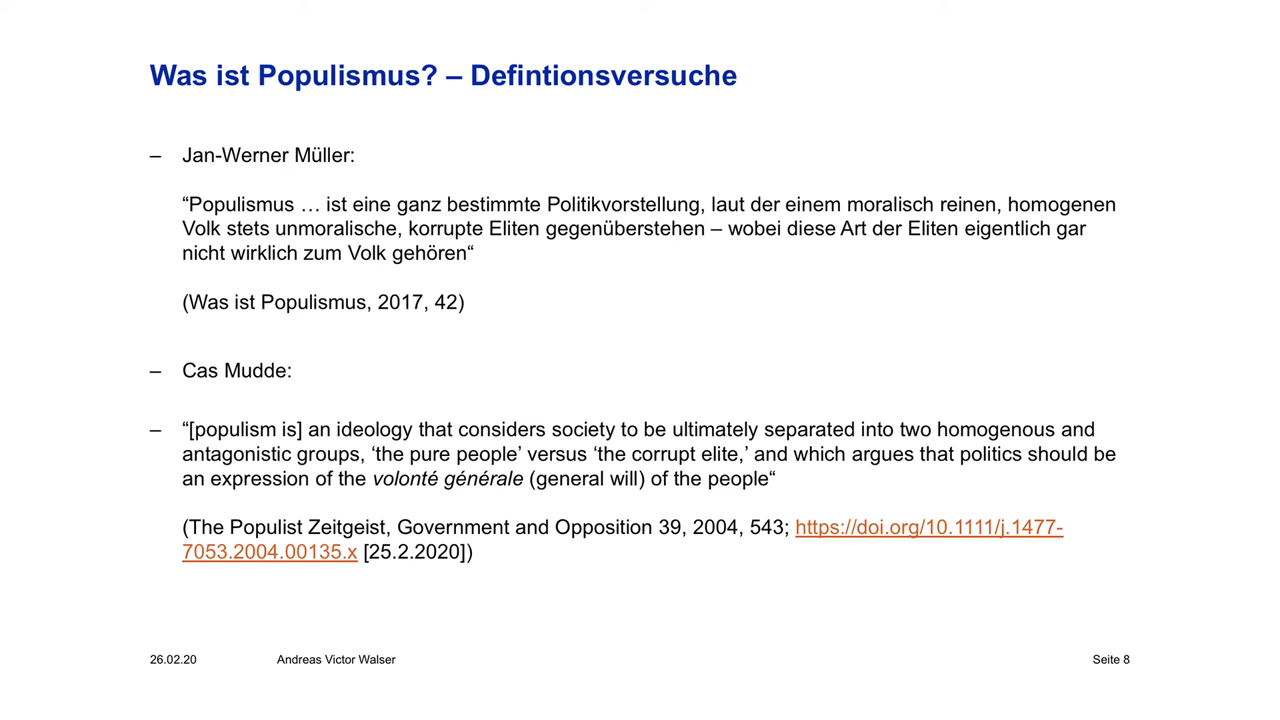 Was ist Populismus? – Defintionsversuche
– Jan-Werner Müller:
“Populismus … ist eine ganz bestimmte Politikvorstellung, laut der einem moralisch reinen, homogenen
Volk stets unmoralische, korrupte Eliten gegenüberstehen – wobei diese Art der Eliten eigentlich gar
nicht wirklich zum Volk gehören“
(Was ist Populismus, 2017, 42)
– Cas Mudde:
– “[populism is] an ideology that considers society to be ultimately separated into two homogenous and
antagonistic groups, ‘the pure people’ versus ‘the corrupt elite,’ and which argues that politics should be
an expression of the volonté générale (general will) of the people“
(The Populist Zeitgeist, Government and Opposition 39, 2004, 543; https://doi.org/10.1111/j.1477-
7053.2004.00135.x [25.2.2020])
26.02.20 Andreas Victor Walser Seite 8